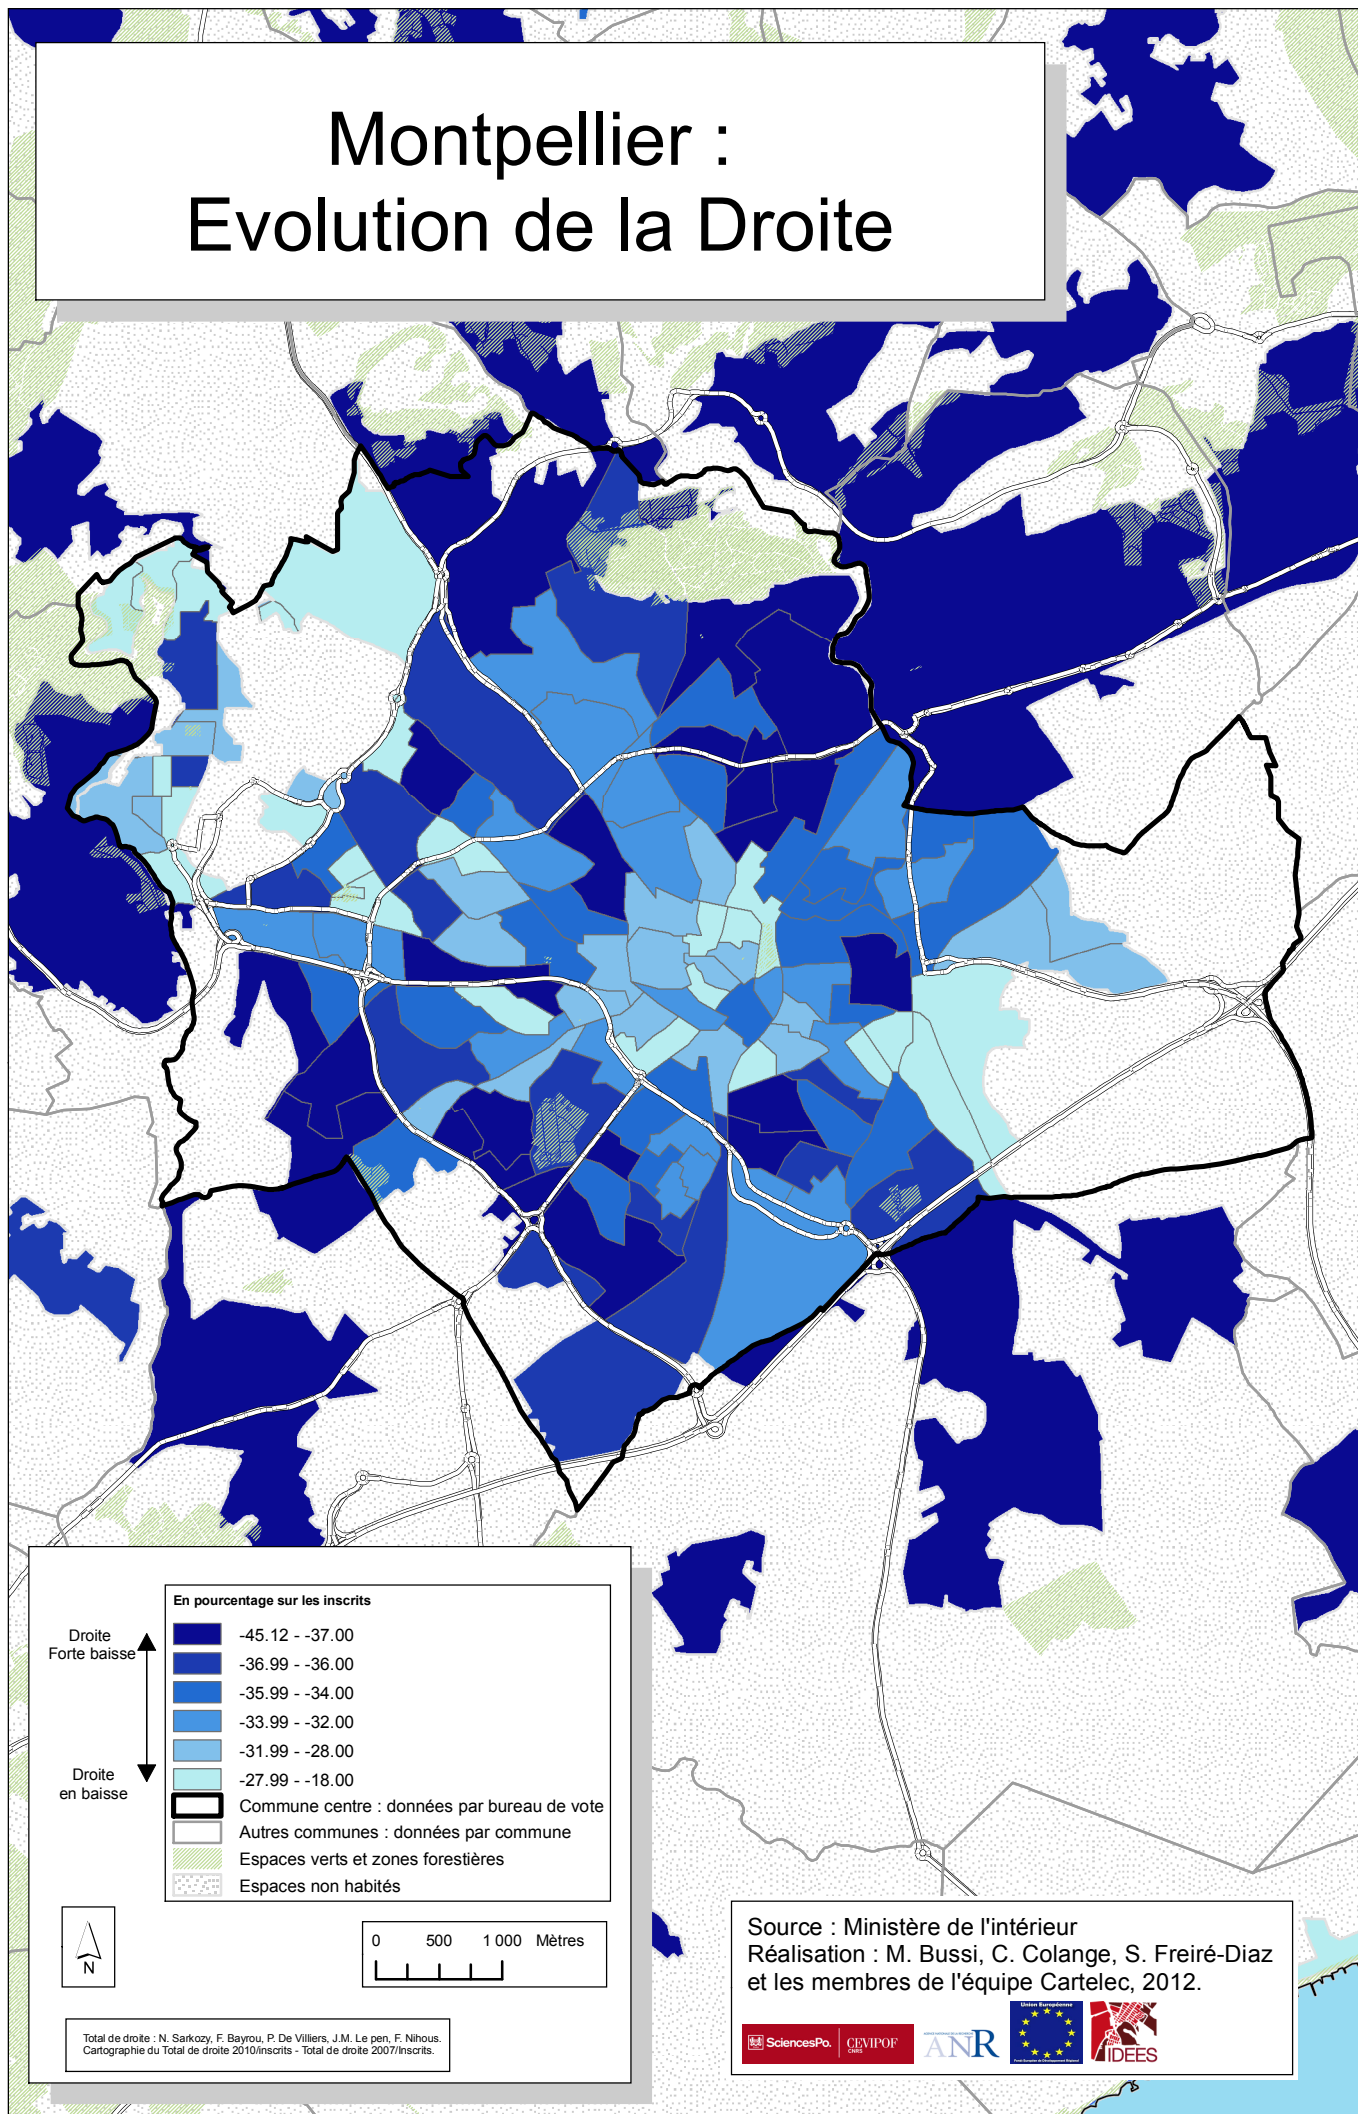 Montpellier :
Evolution de la Droite
En pourcentage sur les inscrits
Droite
Forte baisse
-45.12 - -37.00
-36.99 - -36.00
-35.99 - -34.00
-33.99 - -32.00
-31.99 - -28.00
-27.99 - -18.00
Droite
en baisse
Commune centre : données par bureau de vote
Autres communes : données par commune
Espaces verts et zones forestières
Espaces non habités
N
0 500 1 000 Mètres
Total de droite : N. Sarkozy, F. Bayrou, P. De Villiers, J.M. Le pen, F. Nihous.
Cartographie du Total de droite 2010/inscrits - Total de droite 2007/Inscrits.
Source : Ministère de l'intérieur
Réalisation : M. Bussi, C. Colange, S. Freiré-Diaz
et les membres de l'équipe Cartelec, 2012.
SciencesPo.
CEVIPOF
CNRS
ANR
Union Européenne
IDEES